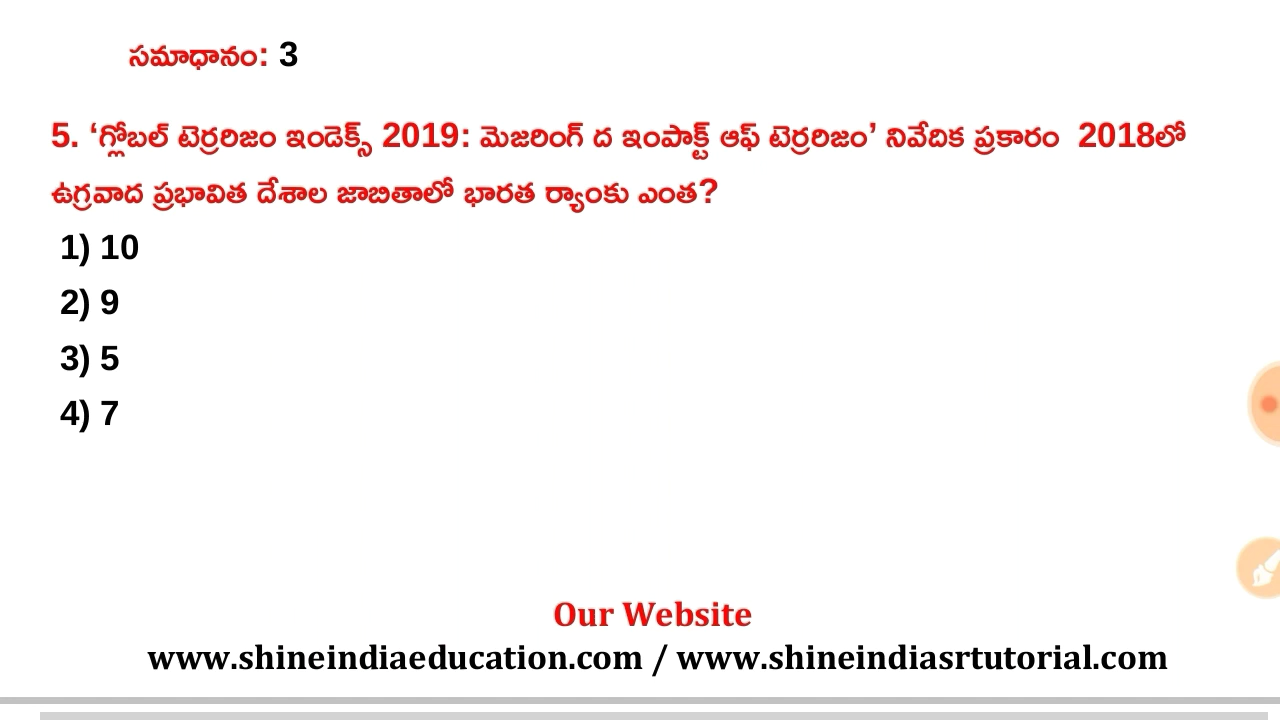 సమాధానం: 3
5. ‘గ్లోబల్ టెర్రరిజం ఇండెక్స్ 2019: మెజరింగ్ ద ఇంపాక్ట్ ఆఫ్ టెర్రరిజం’ నివేదిక ప్రకారం 2018లో
ఉగ్రవాద ప్రభావిత దేశాల జాబితాలో భారత ర్యాంకు ఎంత?
1) 10
2) 9
3) 5
4) 7
Our Website
www.shineindiaeducation.com / www.shineindiasrtutorial.com